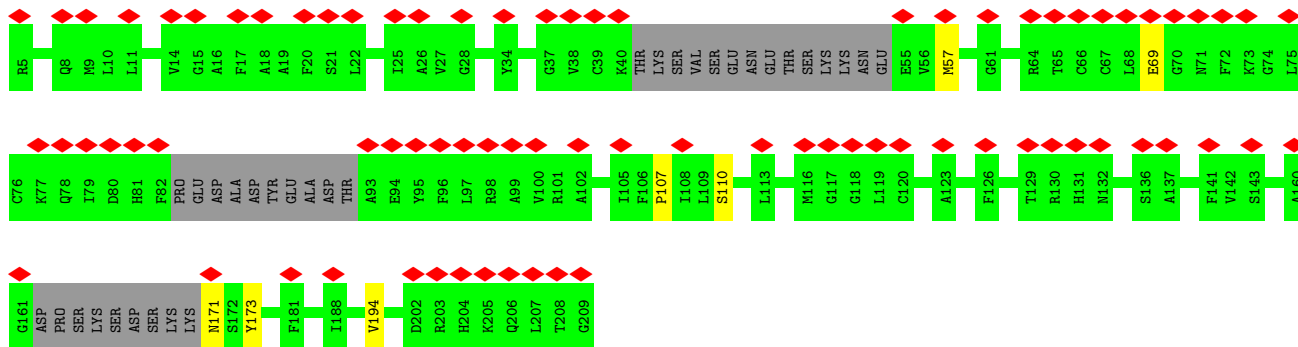 R5 Q8 M9 L10 L11 V14 G15 A16 F17 A18 A19 F20 S21 L22 I25 A26 V27 G28 Y34 G37 V38 C39 K40 THR LYS SER VAL SER GLU ASN GLU THR SER LYS LYS ASN GLU E55 V56 M57 G61 R64 T65 C66 C67 L68 E69 G70 N71 F72 K73 G74 L75
C76 K77 Q78 I79 D80 H81 F82 PRO GLU ASP ALA ASP TYR GLU ALA ASP THR A93 E94 Y95 F96 L97 R98 A99 V100 R101 A102 I105 F106 P107 I108 L109 S110 L113 M116 G117 G118 L119 C120 A123 F126 T129 R130 H131 N132 S136 A137 F141 V142 S143 A160
G161 ASP PRO SER LYS SER ASP SER LYS LYS N171 S172 Y173 F181 I188 V194 D202 R203 H204 K205 Q206 L207 T208 G209